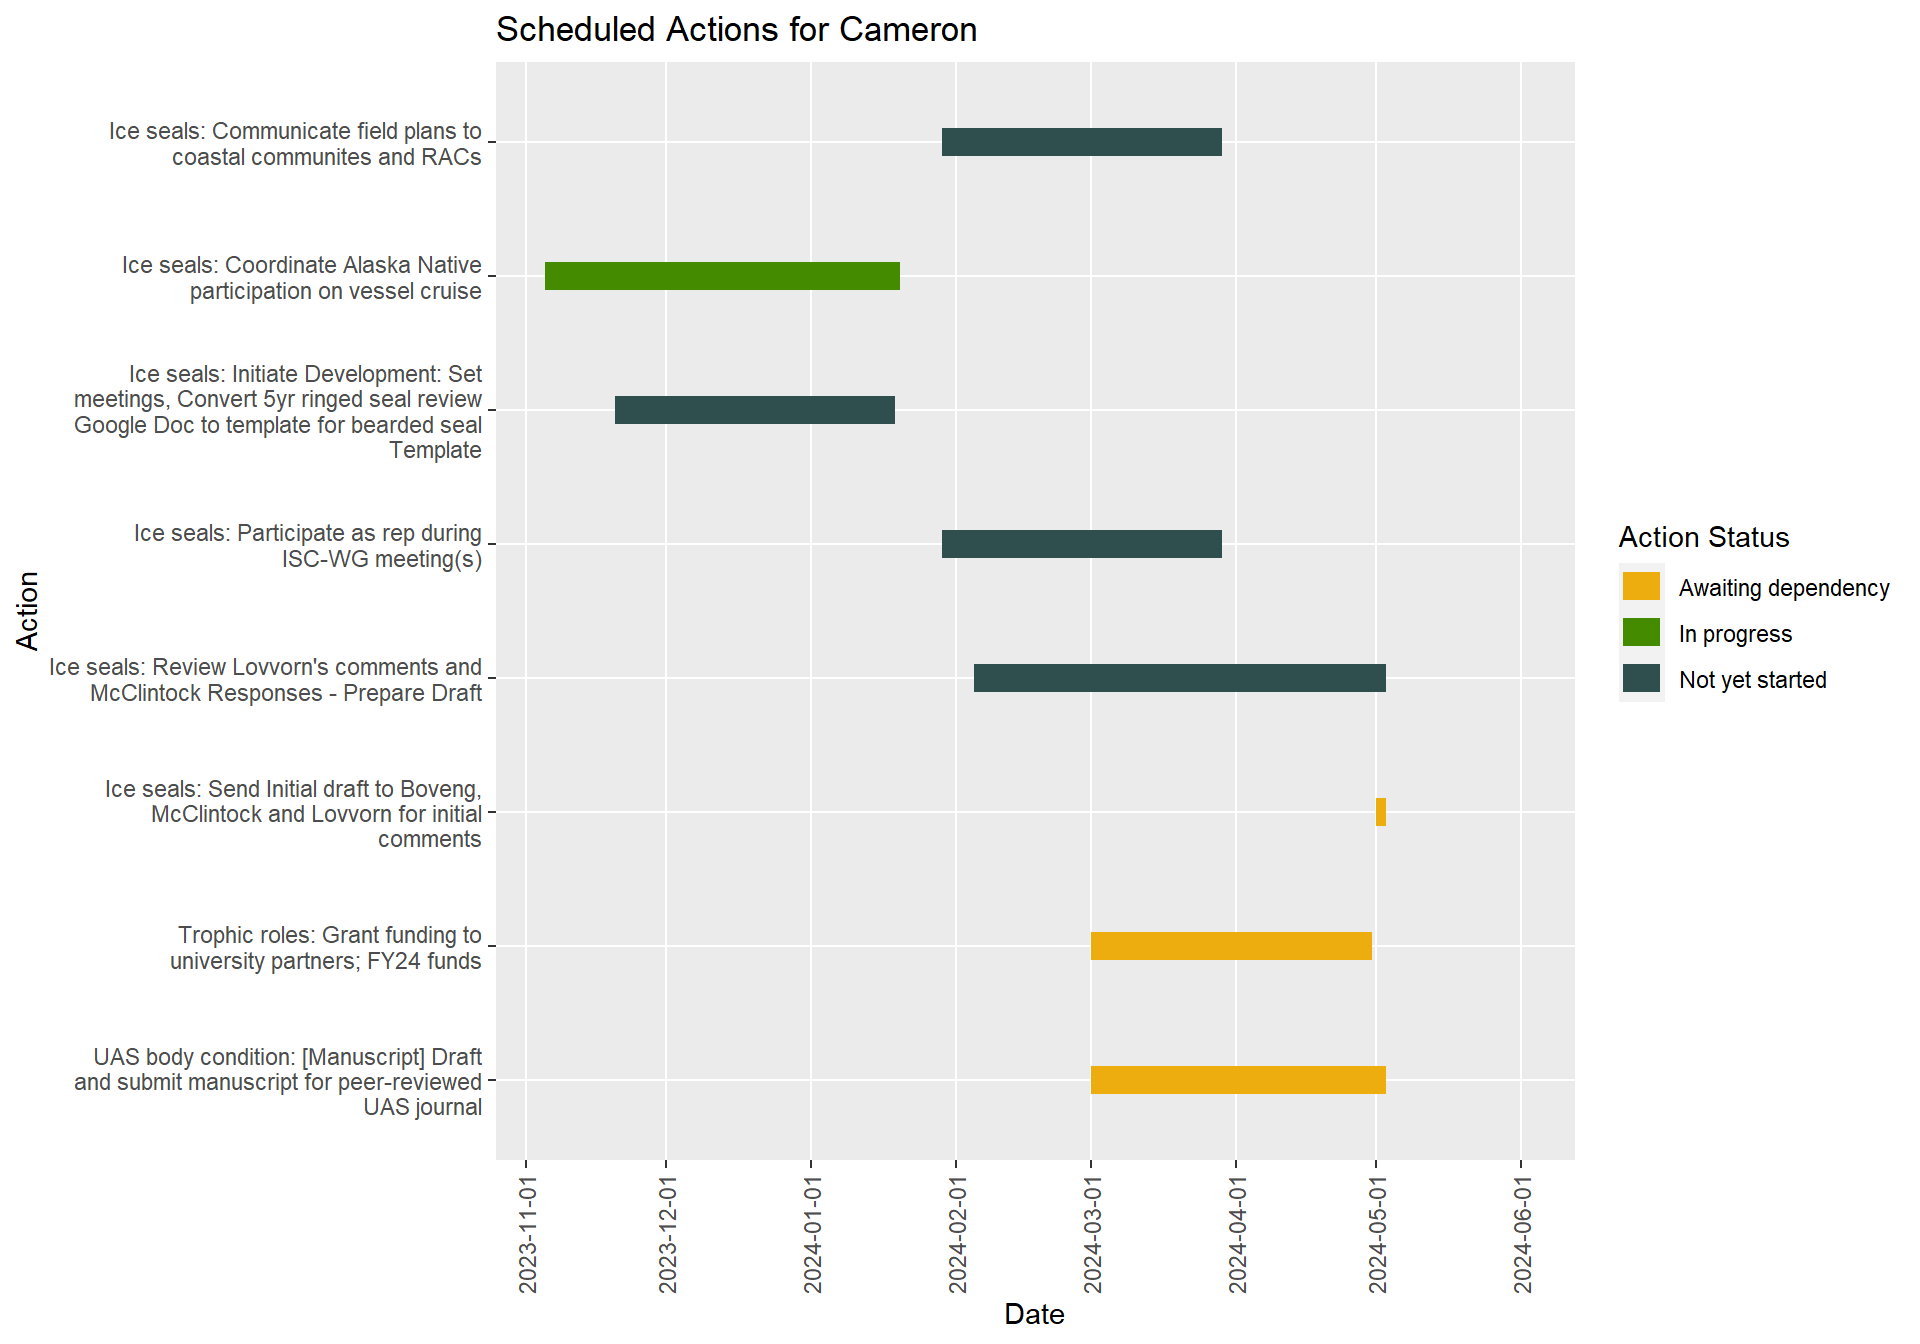 Scheduled Actions for Cameron
Ice seals: Communicate field plans to
coastal communites and RACs
Ice seals: Coordinate Alaska Native
participation on vessel cruise
Ice seals: Initiate Development: Set
meetings, Convert 5yr ringed seal review
Google Doc to template for bearded seal
Template
Ice seals: Participate as rep during
ISC-WG meeting(s)
Ice seals: Review Lovvorn's comments and
McClintock Responses - Prepare Draft
Ice seals: Send Initial draft to Boveng,
McClintock and Lovvorn for initial
comments
Trophic roles: Grant funding to
university partners; FY24 funds
UAS body condition: [Manuscript] Draft
and submit manuscript for peer-reviewed
UAS journal
Action
2023-11-01
2023-12-01
2024-01-01
2024-02-01
2024-03-01
2024-04-01
2024-05-01
2024-06-01
Date
Action Status
Awaiting dependency
In progress
Not yet started